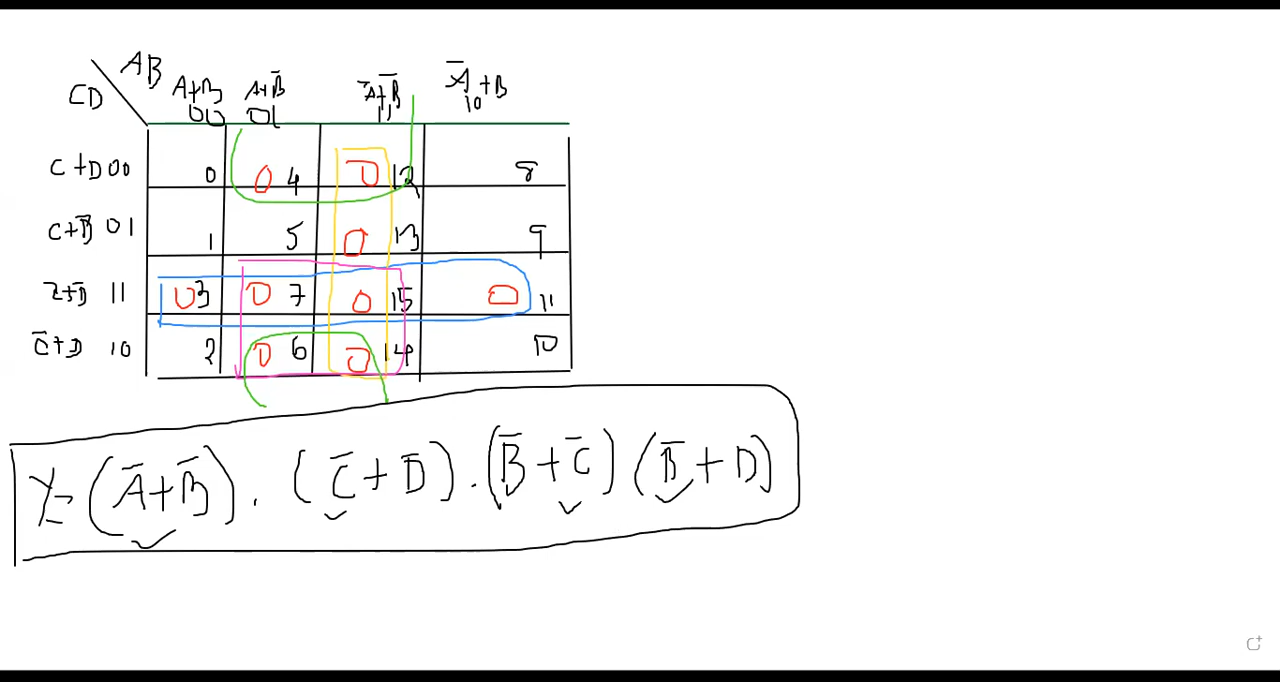 AB
CD
A+B A+B̅ A̅+B̅ A̅+B
00 01 11 10
C+D 00 0 0 4 0 12 8
C+D̅ 01 1 5 0 13 9
C̅+D̅ 11 0 3 0 7 0 15 0 11
C̅+D 10 2 0 6 0 14 10
Y=(A̅+B̅).(C̅+D̅).(B̅+C̅)(B̅+D)